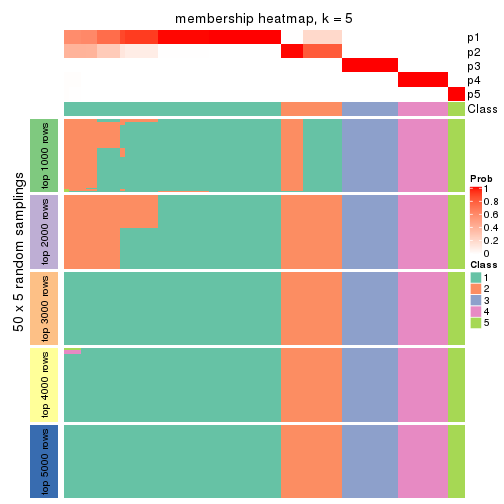 membership heatmap, k = 5
p1
p2
p3
p4
p5
Class
50 x 5 random samplings
top 1000 rows
top 2000 rows
top 3000 rows
top 4000 rows
top 5000 rows
Prob
1
0.8
0.6
0.4
0.2
0
Class
1
2
3
4
5